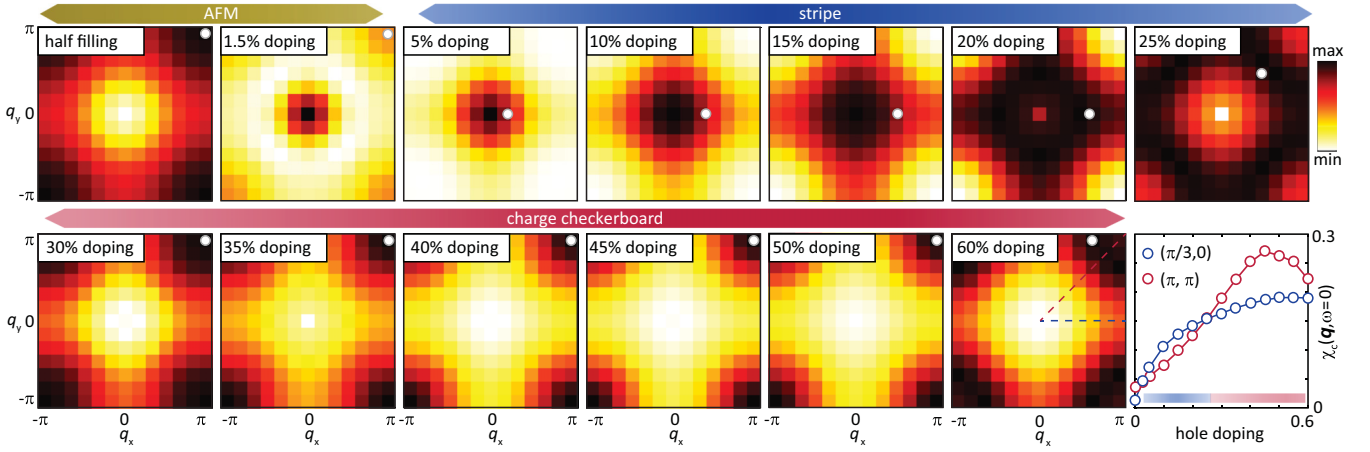 AFM
stripe
π
q_y 0
-π
half filling
1.5% doping
5% doping
10% doping
15% doping
20% doping
25% doping
max
min
charge checkerboard
π
q_y 0
-π
30% doping
35% doping
40% doping
45% doping
50% doping
60% doping
(π/3,0)
(π, π)
0.3
χ_c(q,ω=0)
0
-π 0 π
q_x
0 π
q_x
0 π
q_x
0 π
q_x
0 π
q_x
0 π
q_x
0 0.6
hole doping